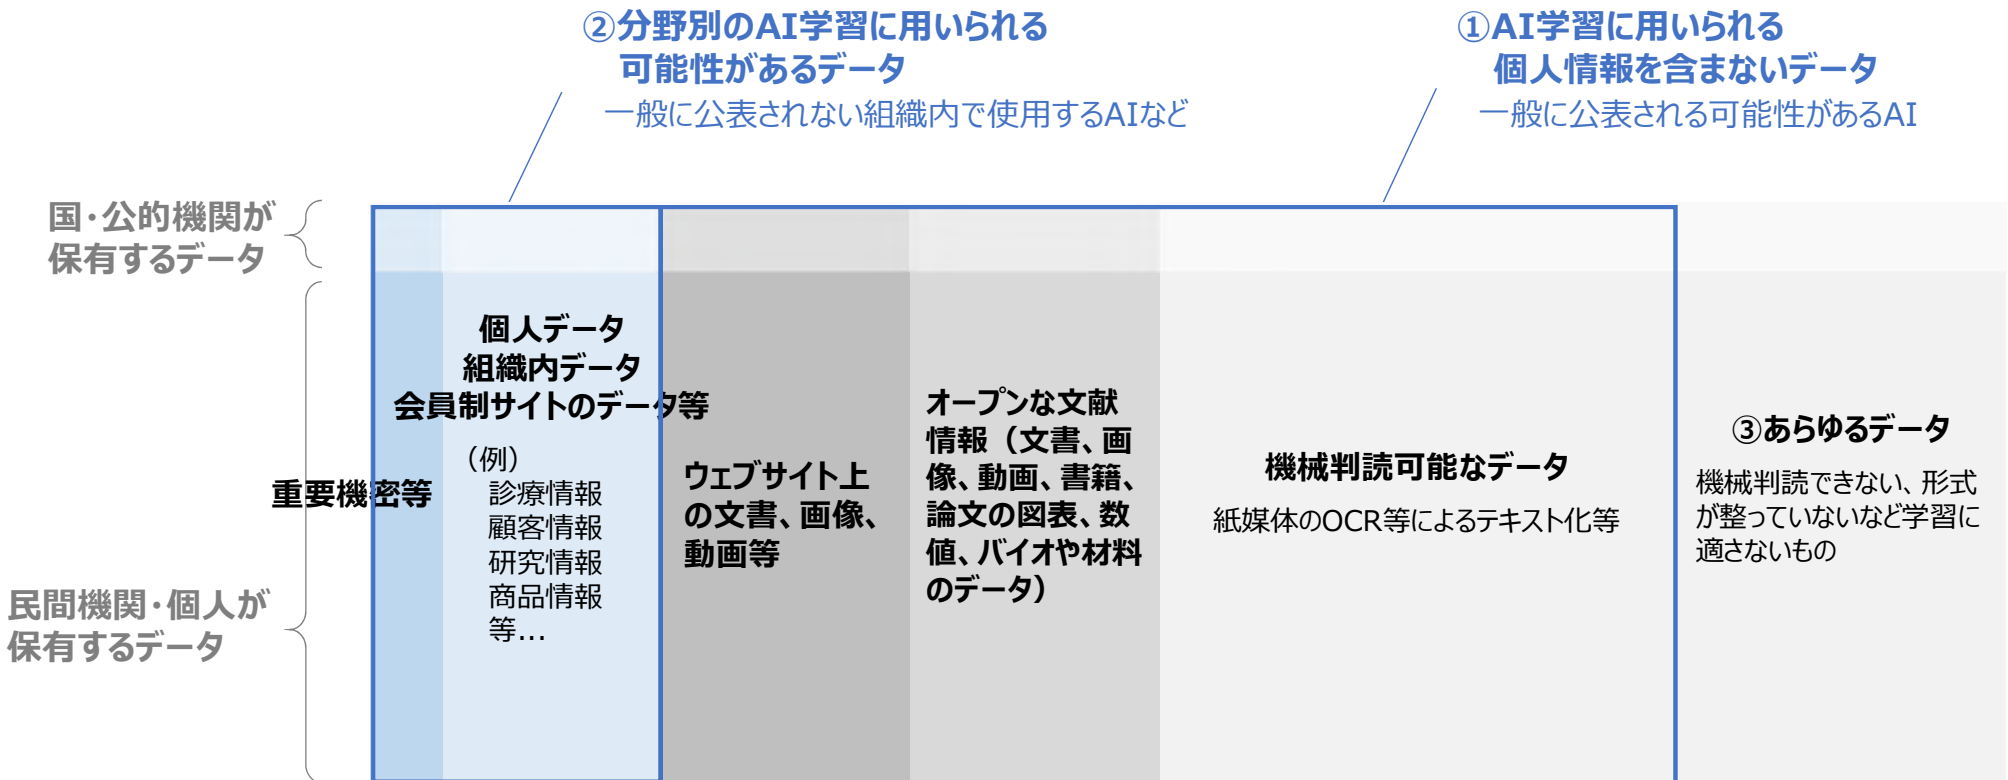 ②分野別のAI学習に用いられる
可能性があるデータ
一般に公表されない組織内で使用するAIなど
①AI学習に用いられる
個人情報を含まないデータ
一般に公表される可能性があるAI
国・公的機関が
保有するデータ
民間機関・個人が
保有するデータ
重要機密等
個人データ
組織内データ
会員制サイトのデータ等
（例）
診療情報
顧客情報
研究情報
商品情報
等…
ウェブサイト上
の文書、画像、
動画等
オープンな文献
情報（文書、画
像、動画、書籍、
論文の図表、数
値、バイオや材料
のデータ）
機械判読可能なデータ
紙媒体のOCR等によるテキスト化等
③あらゆるデータ
機械判読できない、形式
が整っていないなど学習に
適さないもの